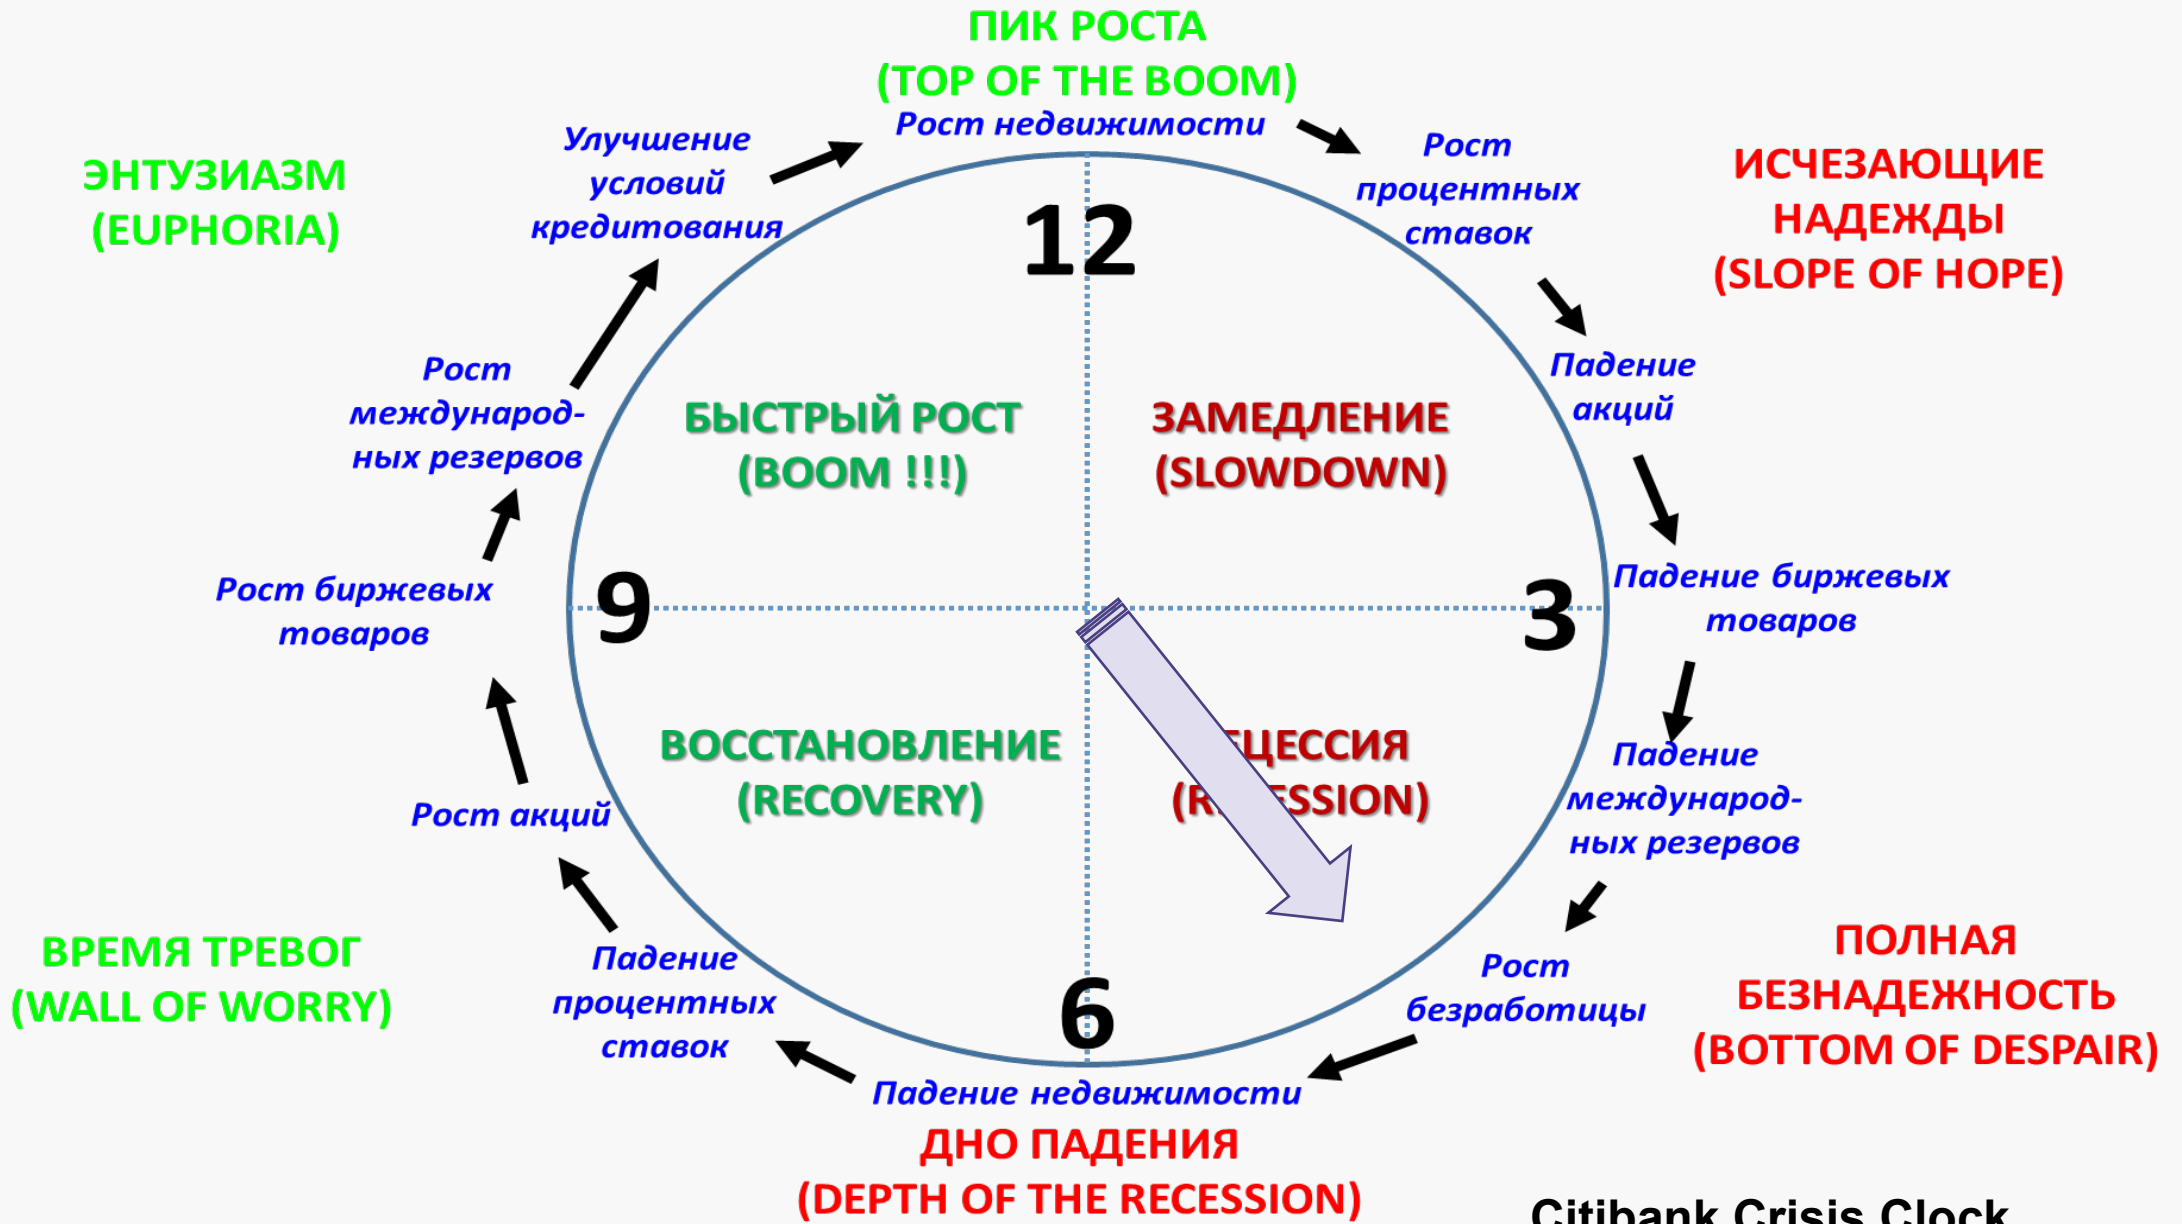 ПИК РОСТА
(TOP OF THE BOOM)
Рост недвижимости
Рост
процентных
ставок
ИСЧЕЗАЮЩИЕ
НАДЕЖДЫ
(SLOPE OF HOPE)
Падение
акций
Падение биржевых
товаров
Падение
международ-
ных резервов
Рост
безработицы
ПОЛНАЯ
БЕЗНАДЕЖНОСТЬ
(BOTTOM OF DESPAIR)
Падение недвижимости
ДНО ПАДЕНИЯ
(DEPTH OF THE RECESSION)
Падение
процентных
ставок
ВРЕМЯ ТРЕВОГ
(WALL OF WORRY)
Рост акций
Рост биржевых
товаров
Рост
международ-
ных резервов
ЭНТУЗИАЗМ
(EUPHORIA)
Улучшение
условий
кредитования
12
3
6
9
БЫСТРЫЙ РОСТ
(BOOM !!!)
ЗАМЕДЛЕНИЕ
(SLOWDOWN)
ВОССТАНОВЛЕНИЕ
(RECOVERY)
Citibank Crisis Clock